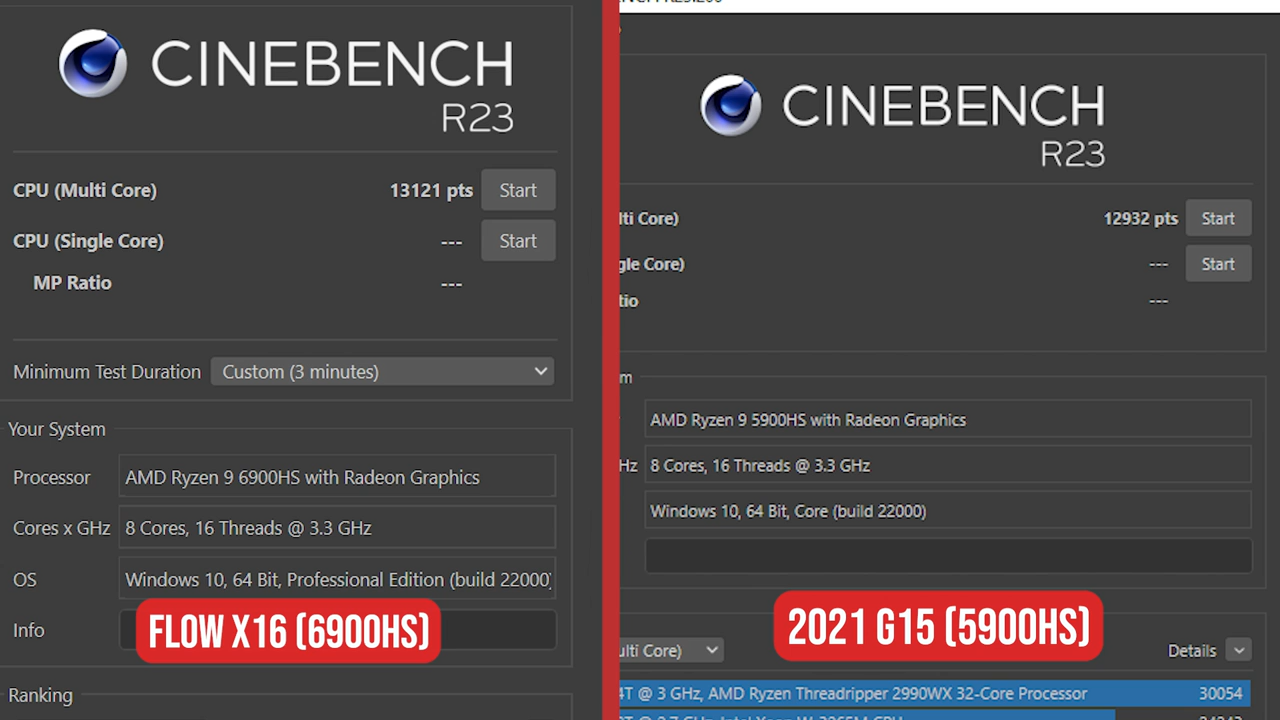 CINEBENCH
R23
CPU (Multi Core) 13121 pts Start
CPU (Single Core) --- Start
MP Ratio ---
Minimum Test Duration Custom (3 minutes)
Your System
Processor AMD Ryzen 9 6900HS with Radeon Graphics
Cores x GHz 8 Cores, 16 Threads @ 3.3 GHz
OS Windows 10, 64 Bit, Professional Edition (build 22000)
Info
FLOW X16 (6900HS)
Ranking
CINEBENCH
R23
lti Core) 12932 pts Start
gle Core) --- Start
tio ---
m
AMD Ryzen 9 5900HS with Radeon Graphics
Hz 8 Cores, 16 Threads @ 3.3 GHz
Windows 10, 64 Bit, Core (build 22000)
2021 G15 (5900HS)
ulti Core) Details
4T @ 3 GHz, AMD Ryzen Threadripper 2990WX 32-Core Processor 30054